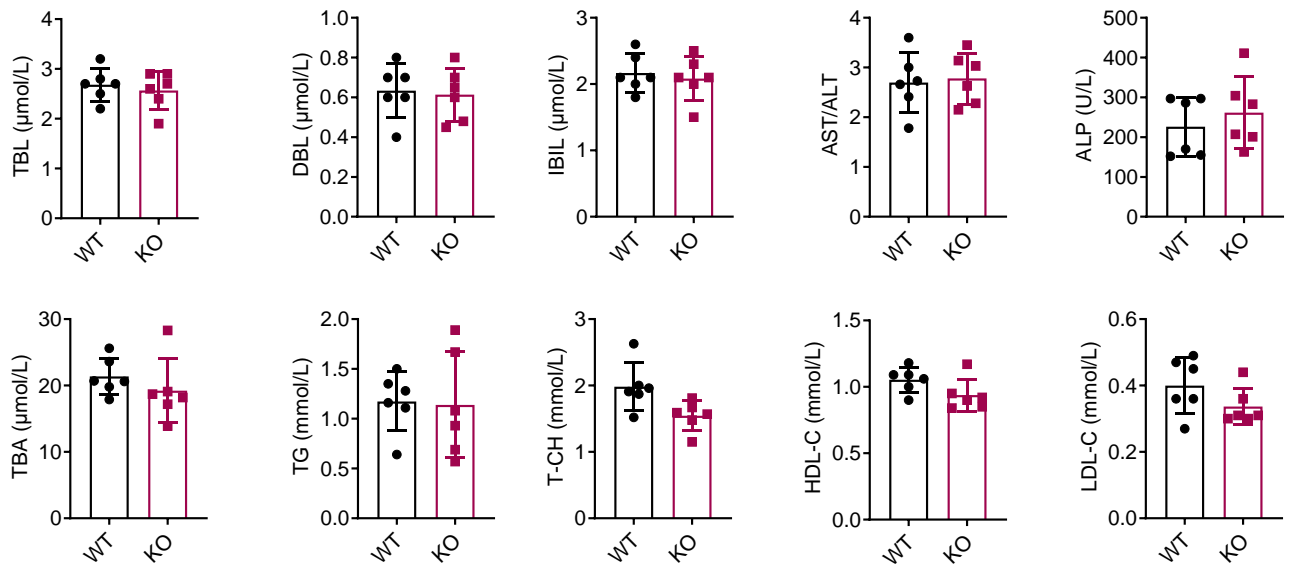 TBL (μmol/L)
4
3
2
1
0
WT
KO
DBL (μmol/L)
1.0
0.8
0.6
0.4
0.2
0.0
WT
KO
IBIL (μmol/L)
3
2
1
0
WT
KO
AST/ALT
4
3
2
1
0
WT
KO
ALP (U/L)
500
400
300
200
100
0
WT
KO
TBA (μmol/L)
30
20
10
0
WT
KO
TG (mmol/L)
2.0
1.5
1.0
0.5
0.0
WT
KO
T-CH (mmol/L)
3
2
1
0
WT
KO
HDL-C (mmol/L)
1.5
1.0
0.5
0.0
WT
KO
LDL-C (mmol/L)
0.6
0.4
0.2
0.0
WT
KO